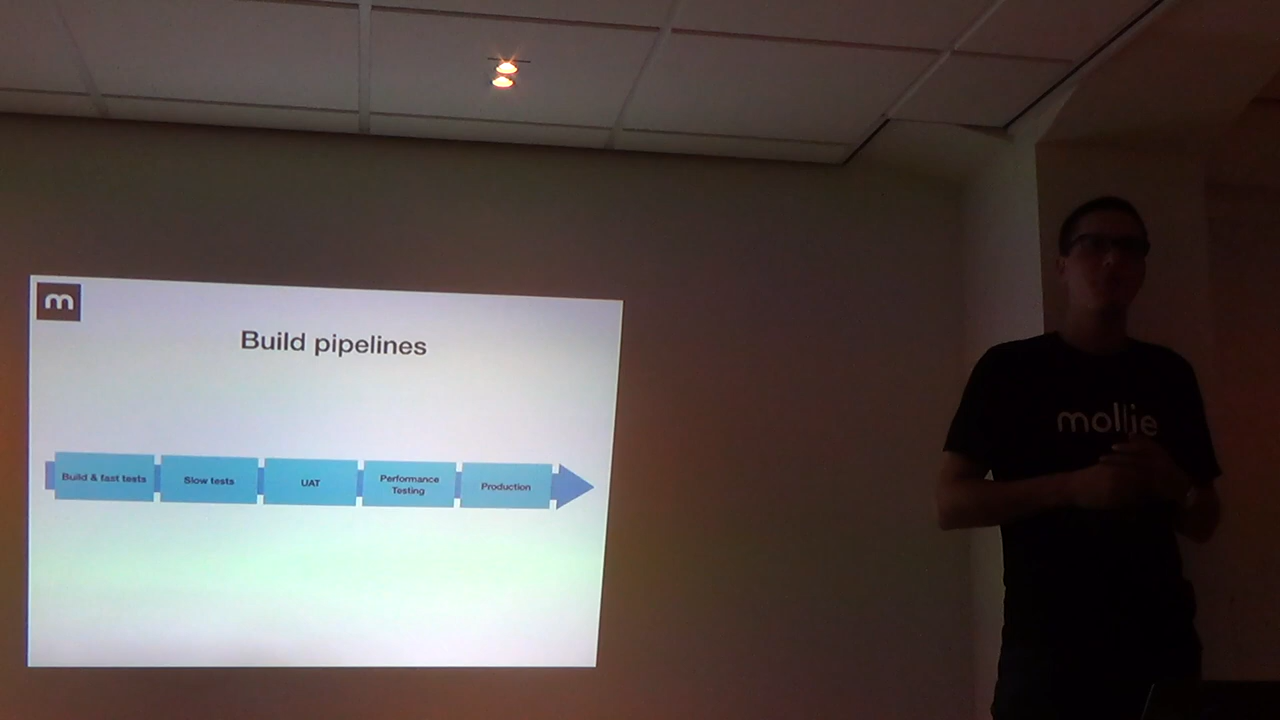 m
Build pipelines
Build & fast tests
Slow tests
UAT
Performance
Testing
Production
mollie